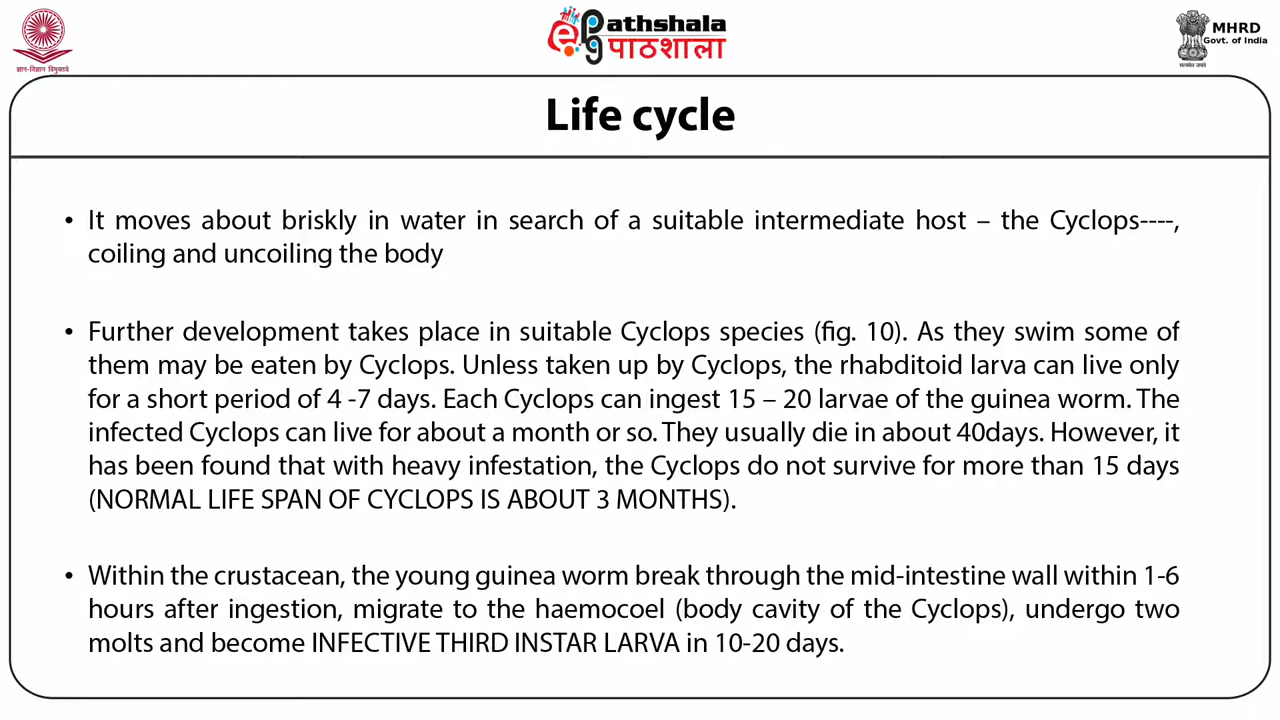 ज्ञान-विज्ञान विमुक्तये
epathshala
पाठशाला
MHRD
Govt. of India
सत्यमेव जयते
Life cycle
• It moves about briskly in water in search of a suitable intermediate host – the Cyclops----,
coiling and uncoiling the body
• Further development takes place in suitable Cyclops species (fig. 10). As they swim some of
them may be eaten by Cyclops. Unless taken up by Cyclops, the rhabditoid larva can live only
for a short period of 4 -7 days. Each Cyclops can ingest 15 – 20 larvae of the guinea worm. The
infected Cyclops can live for about a month or so. They usually die in about 40days. However, it
has been found that with heavy infestation, the Cyclops do not survive for more than 15 days
(NORMAL LIFE SPAN OF CYCLOPS IS ABOUT 3 MONTHS).
• Within the crustacean, the young guinea worm break through the mid-intestine wall within 1-6
hours after ingestion, migrate to the haemocoel (body cavity of the Cyclops), undergo two
molts and become INFECTIVE THIRD INSTAR LARVA in 10-20 days.